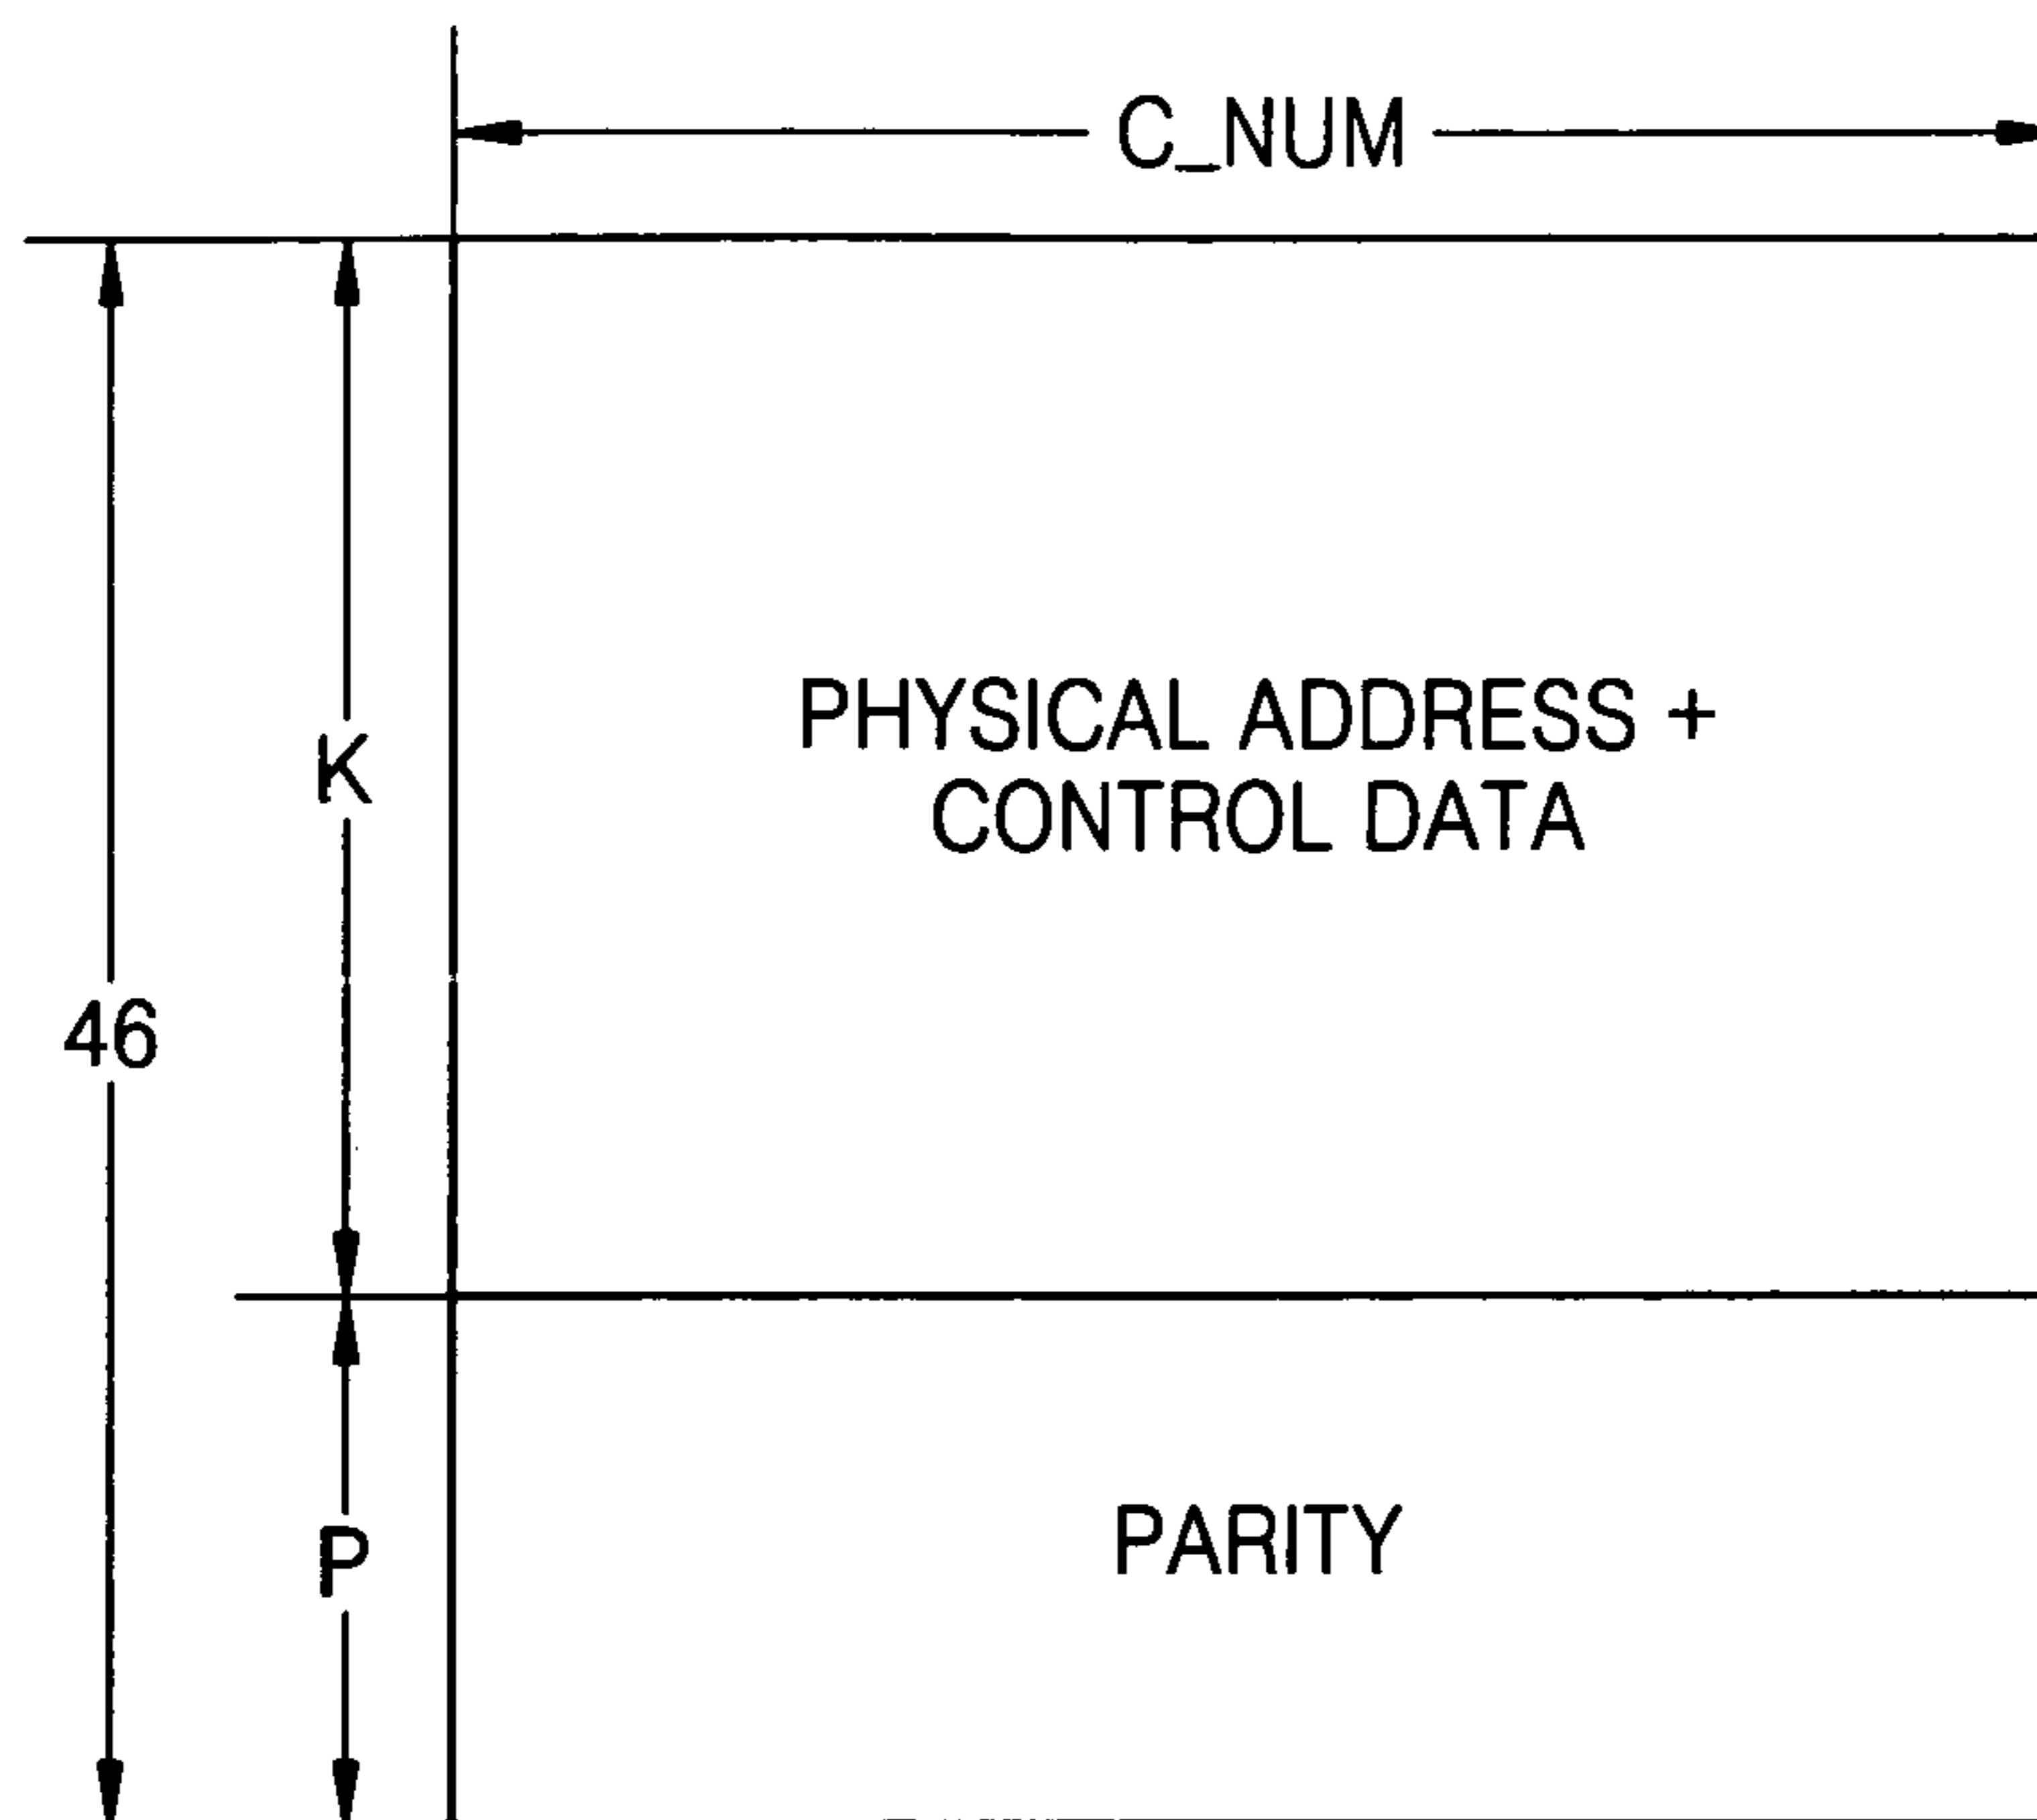 C_NUM
PHYSICAL ADDRESS +
K
CONTROL DATA
46
PARITY
P